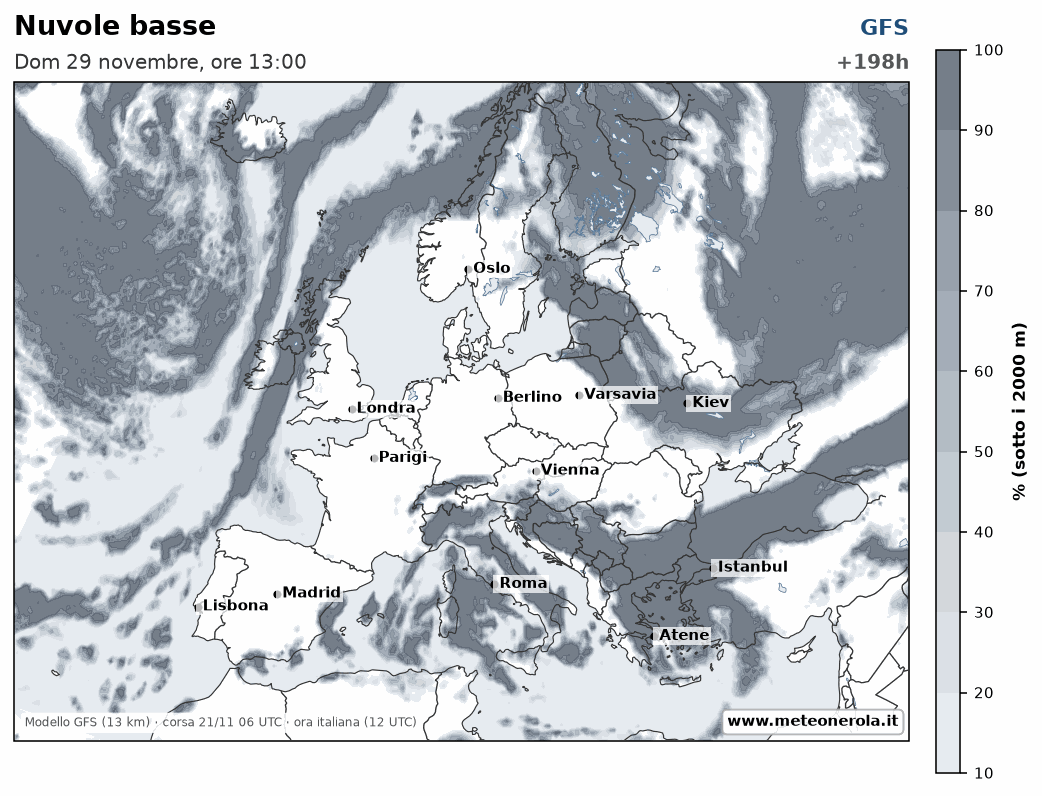 Nuvole basse
GFS
Dom 29 novembre, ore 13:00
+198h
Oslo
Londra
Berlino
Varsavia
Kiev
Parigi
Vienna
Madrid
Lisbona
Roma
Istanbul
Atene
Modello GFS (13 km) · corsa 21/11 06 UTC · ora italiana (12 UTC)
www.meteonerola.it
100
90
80
70
60
50
40
30
20
10
% (sotto i 2000 m)